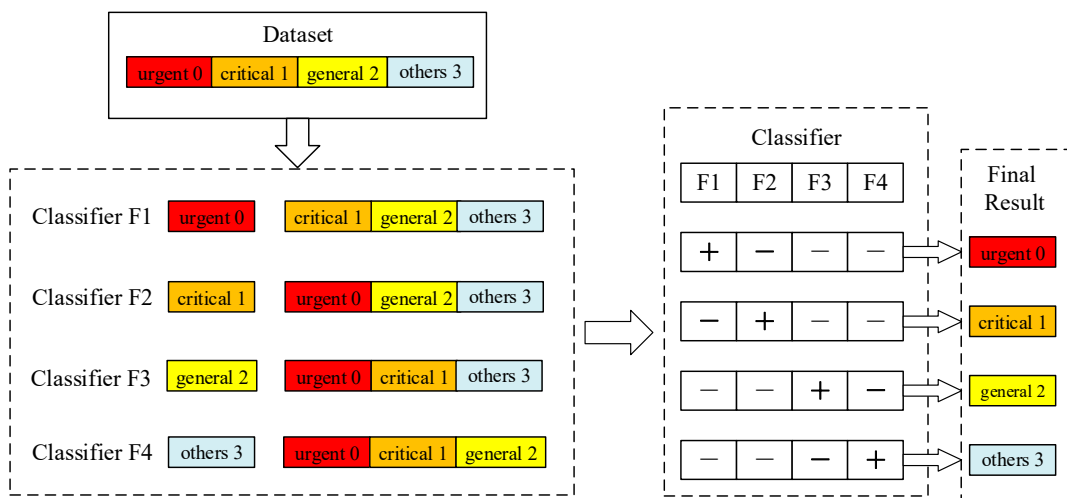 Dataset
urgent 0 critical 1 general 2 others 3
Classifier F1 urgent 0 critical 1 general 2 others 3
Classifier F2 critical 1 urgent 0 general 2 others 3
Classifier F3 general 2 urgent 0 critical 1 others 3
Classifier F4 others 3 urgent 0 critical 1 general 2
Classifier
F1 F2 F3 F4
+ − − −
− + − −
− − + −
− − − +
Final
Result
urgent 0
critical 1
general 2
others 3